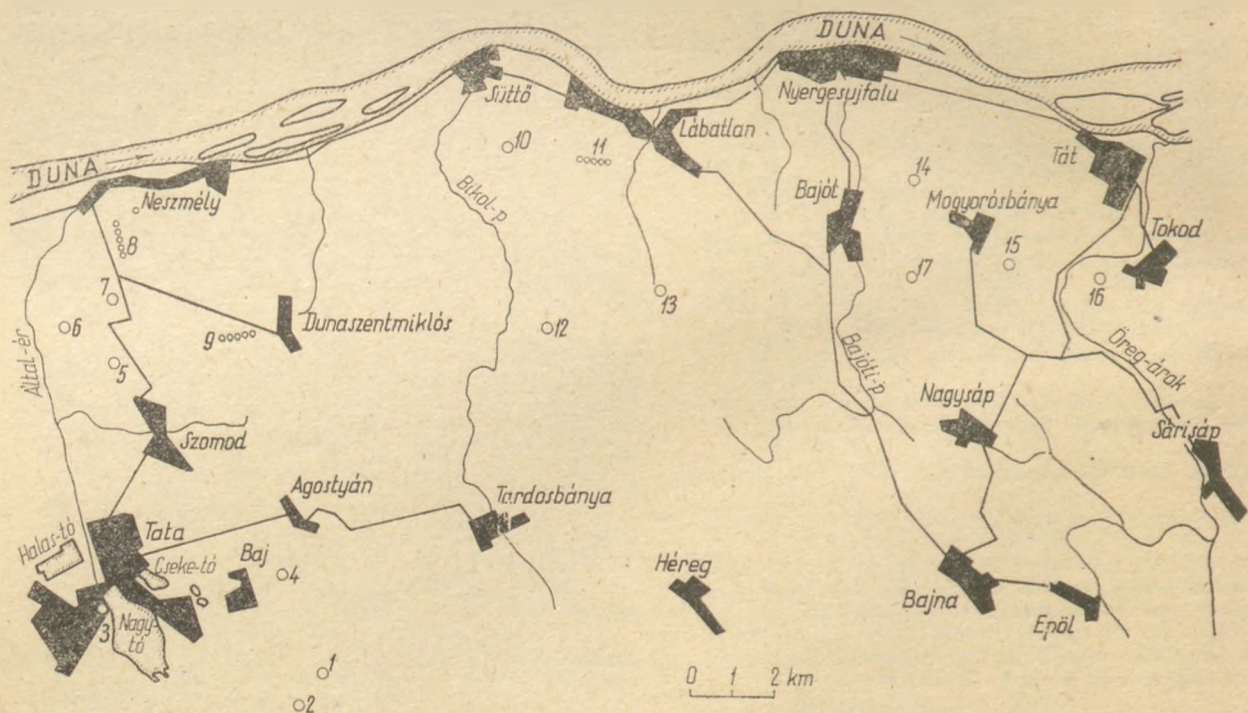 DUNA
DUNA
Süttő
Nyergesujfalu
Lábatlan
10
11
14
Tát
Neszmély
Bikol-p
Bajót
Mogyorósbánya
Tokod
8
15
7
17
16
13
6
9
Dunaszentmiklós
12
Által-ér
5
Bajóti-p
Öreg-árok
Szomod
Nagysáp
Sárisáp
Agostyán
Tardosbánya
Halas-tó
Tata
Cseke-tó
Baj
4
Héreg
Bajna
Epöl
3
Nagy-
tó
1
2
0 1 2 km